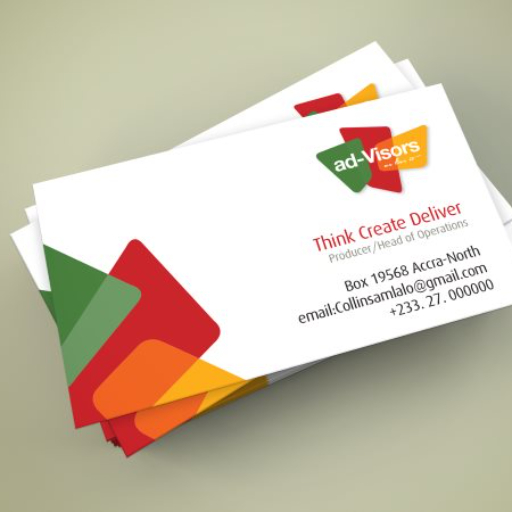 ad-Visors
Think Create Deliver
Producer/Head of Operations
Box 19568 Accra-North
email:Collinsamlalo@gmail.com
+233. 27. 000000